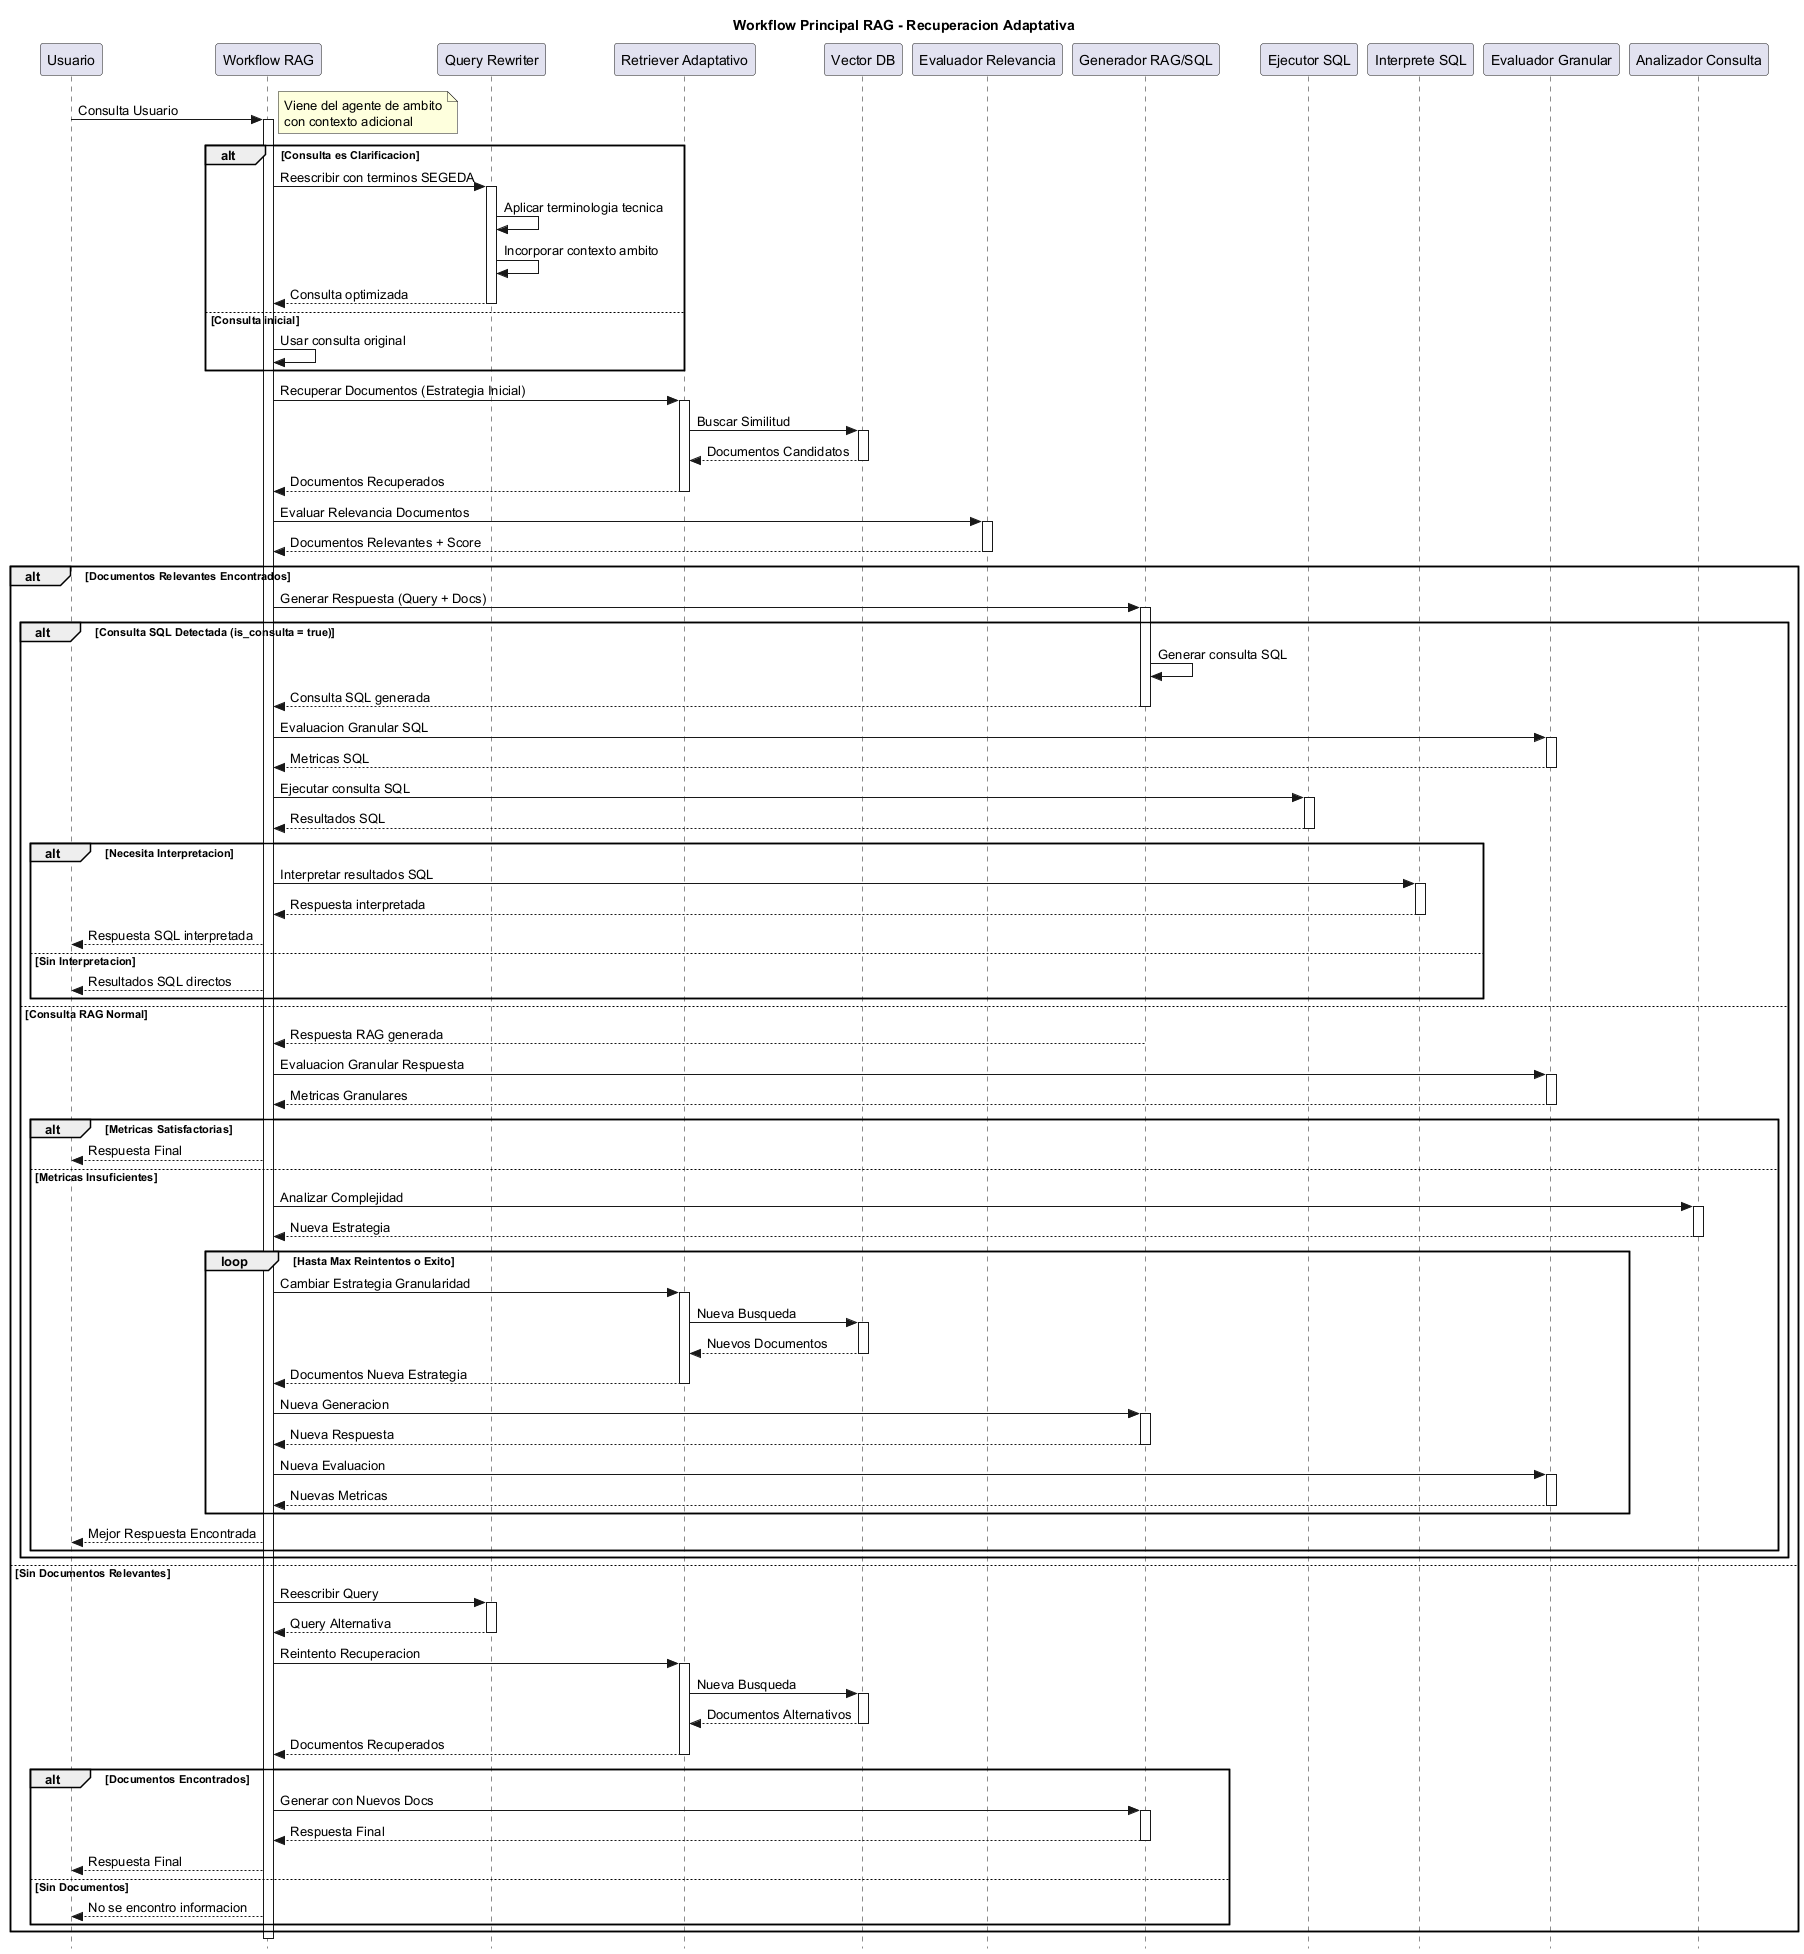 Workflow Principal RAG - Recuperacion Adaptativa
Usuario
Workflow RAG
Query Rewriter
Retriever Adaptativo
Vector DB
Evaluador Relevancia
Generador RAG/SQL
Ejecutor SQL
Interprete SQL
Evaluador Granular
Analizador Consulta
Consulta Usuario
Viene del agente de ambito
con contexto adicional
alt [Consulta es Clarificacion]
Reescribir con terminos SEGEDA
Aplicar terminologia tecnica
Incorporar contexto ambito
Consulta optimizada
[Consulta inicial]
Usar consulta original
Recuperar Documentos (Estrategia Inicial)
Buscar Similitud
Documentos Candidatos
Documentos Recuperados
Evaluar Relevancia Documentos
Documentos Relevantes + Score
alt [Documentos Relevantes Encontrados]
Generar Respuesta (Query + Docs)
alt [Consulta SQL Detectada (is_consulta = true)]
Generar consulta SQL
Consulta SQL generada
Evaluacion Granular SQL
Metricas SQL
Ejecutar consulta SQL
Resultados SQL
alt [Necesita Interpretacion]
Interpretar resultados SQL
Respuesta interpretada
Respuesta SQL interpretada
[Sin Interpretacion]
Resultados SQL directos
[Consulta RAG Normal]
Respuesta RAG generada
Evaluacion Granular Respuesta
Metricas Granulares
alt [Metricas Satisfactorias]
Respuesta Final
[Metricas Insuficientes]
Analizar Complejidad
Nueva Estrategia
loop [Hasta Max Reintentos o Exito]
Cambiar Estrategia Granularidad
Nueva Busqueda
Nuevos Documentos
Documentos Nueva Estrategia
Nueva Generacion
Nueva Respuesta
Nueva Evaluacion
Nuevas Metricas
Mejor Respuesta Encontrada
[Sin Documentos Relevantes]
Reescribir Query
Query Alternativa
Reintento Recuperacion
Nueva Busqueda
Documentos Alternativos
Documentos Recuperados
alt [Documentos Encontrados]
Generar con Nuevos Docs
Respuesta Final
Respuesta Final
[Sin Documentos]
No se encontro informacion